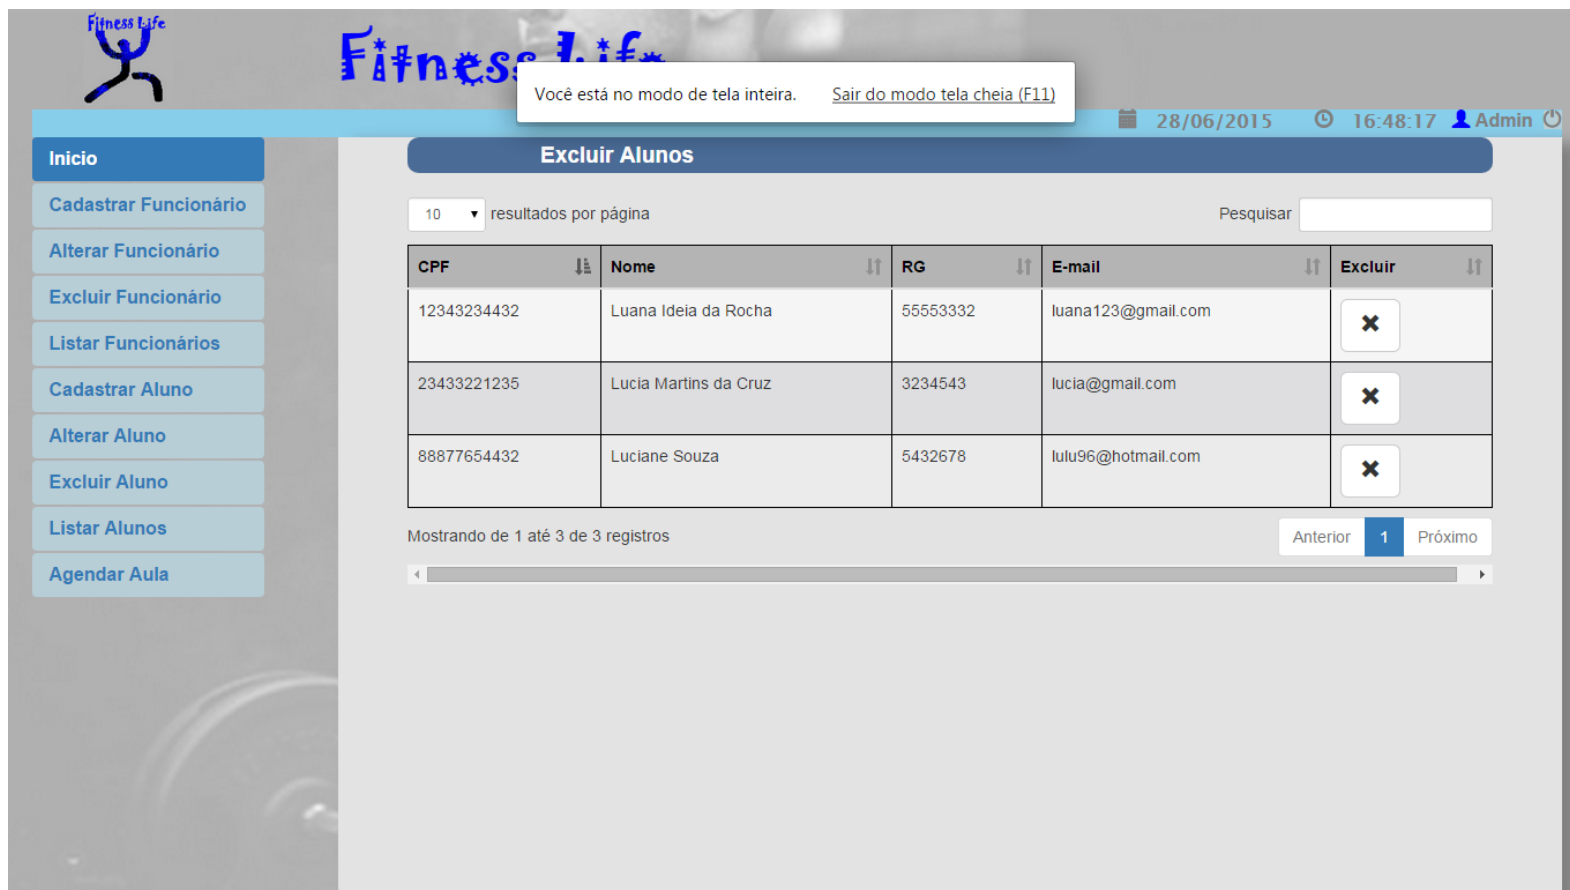 Fitness Life
Fitness Life
Você está no modo de tela inteira. Sair do modo tela cheia (F11)
28/06/2015 16:48:17 Admin
Inicio
Cadastrar Funcionário
Alterar Funcionário
Excluir Funcionário
Listar Funcionários
Cadastrar Aluno
Alterar Aluno
Excluir Aluno
Listar Alunos
Agendar Aula
Excluir Alunos
10 resultados por página Pesquisar
CPF Nome RG E-mail Excluir
12343234432 Luana Ideia da Rocha 55553332 luana123@gmail.com
23433221235 Lucia Martins da Cruz 3234543 lucia@gmail.com
88877654432 Luciane Souza 5432678 lulu96@hotmail.com
Mostrando de 1 até 3 de 3 registros
Anterior 1 Próximo